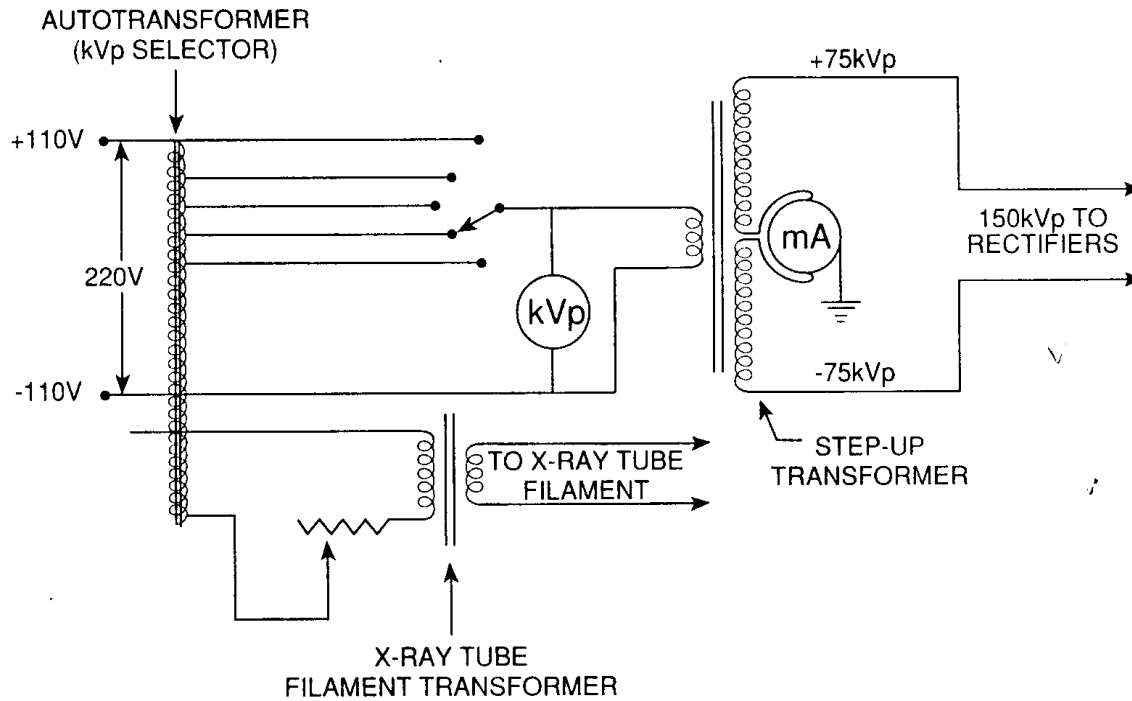 AUTOTRANSFORMER
(kVp SELECTOR)
+110V
220V
-110V
kVp
+75kVp
mA
150kVp TO
RECTIFIERS
-75kVp
STEP-UP
TRANSFORMER
TO X-RAY TUBE
FILAMENT
X-RAY TUBE
FILAMENT TRANSFORMER